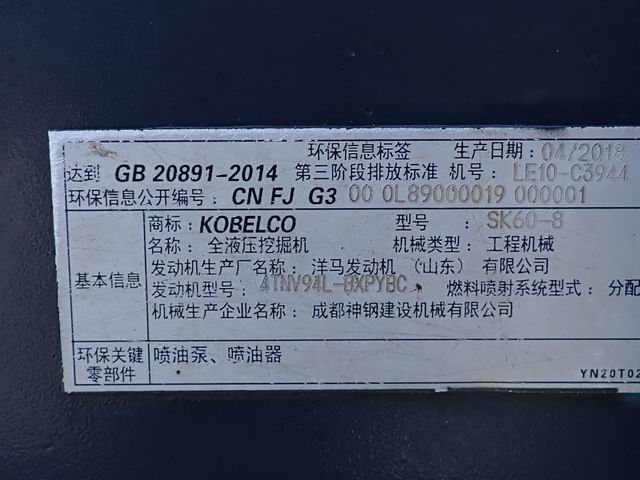 环保信息标签 生产日期: 04/2018
达到 GB 20891-2014 第三阶段排放标准 机号: LE10-C3944
环保信息公开编号: CN FJ G3 00 0L89000019 000001
商标: KOBELCO 型号: SK60-8
名称: 全液压挖掘机 机械类型: 工程机械
发动机生产厂名称: 洋马发动机 (山东) 有限公司
基本信息
发动机型号: 4TNV94L-BXPYBC 燃料喷射系统型式: 分配
机械生产企业名称: 成都神钢建设机械有限公司
环保关键 喷油泵、喷油器
零部件 YN20T02